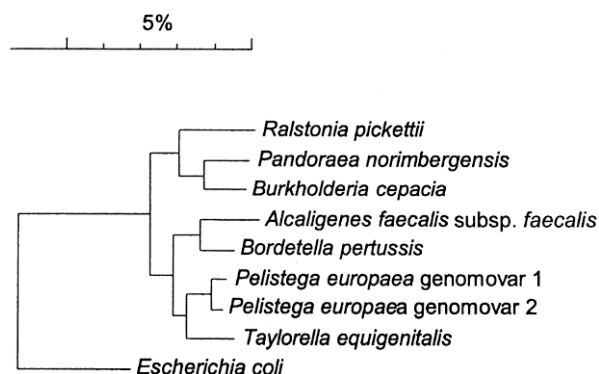 5%
Ralstonia pickettii
Pandoraea norimbergensis
Burkholderia cepacia
Alcaligenes faecalis subsp. faecalis
Bordetella pertussis
Pelistega europaea genomovar 1
Pelistega europaea genomovar 2
Taylorella equigenitalis
Escherichia coli